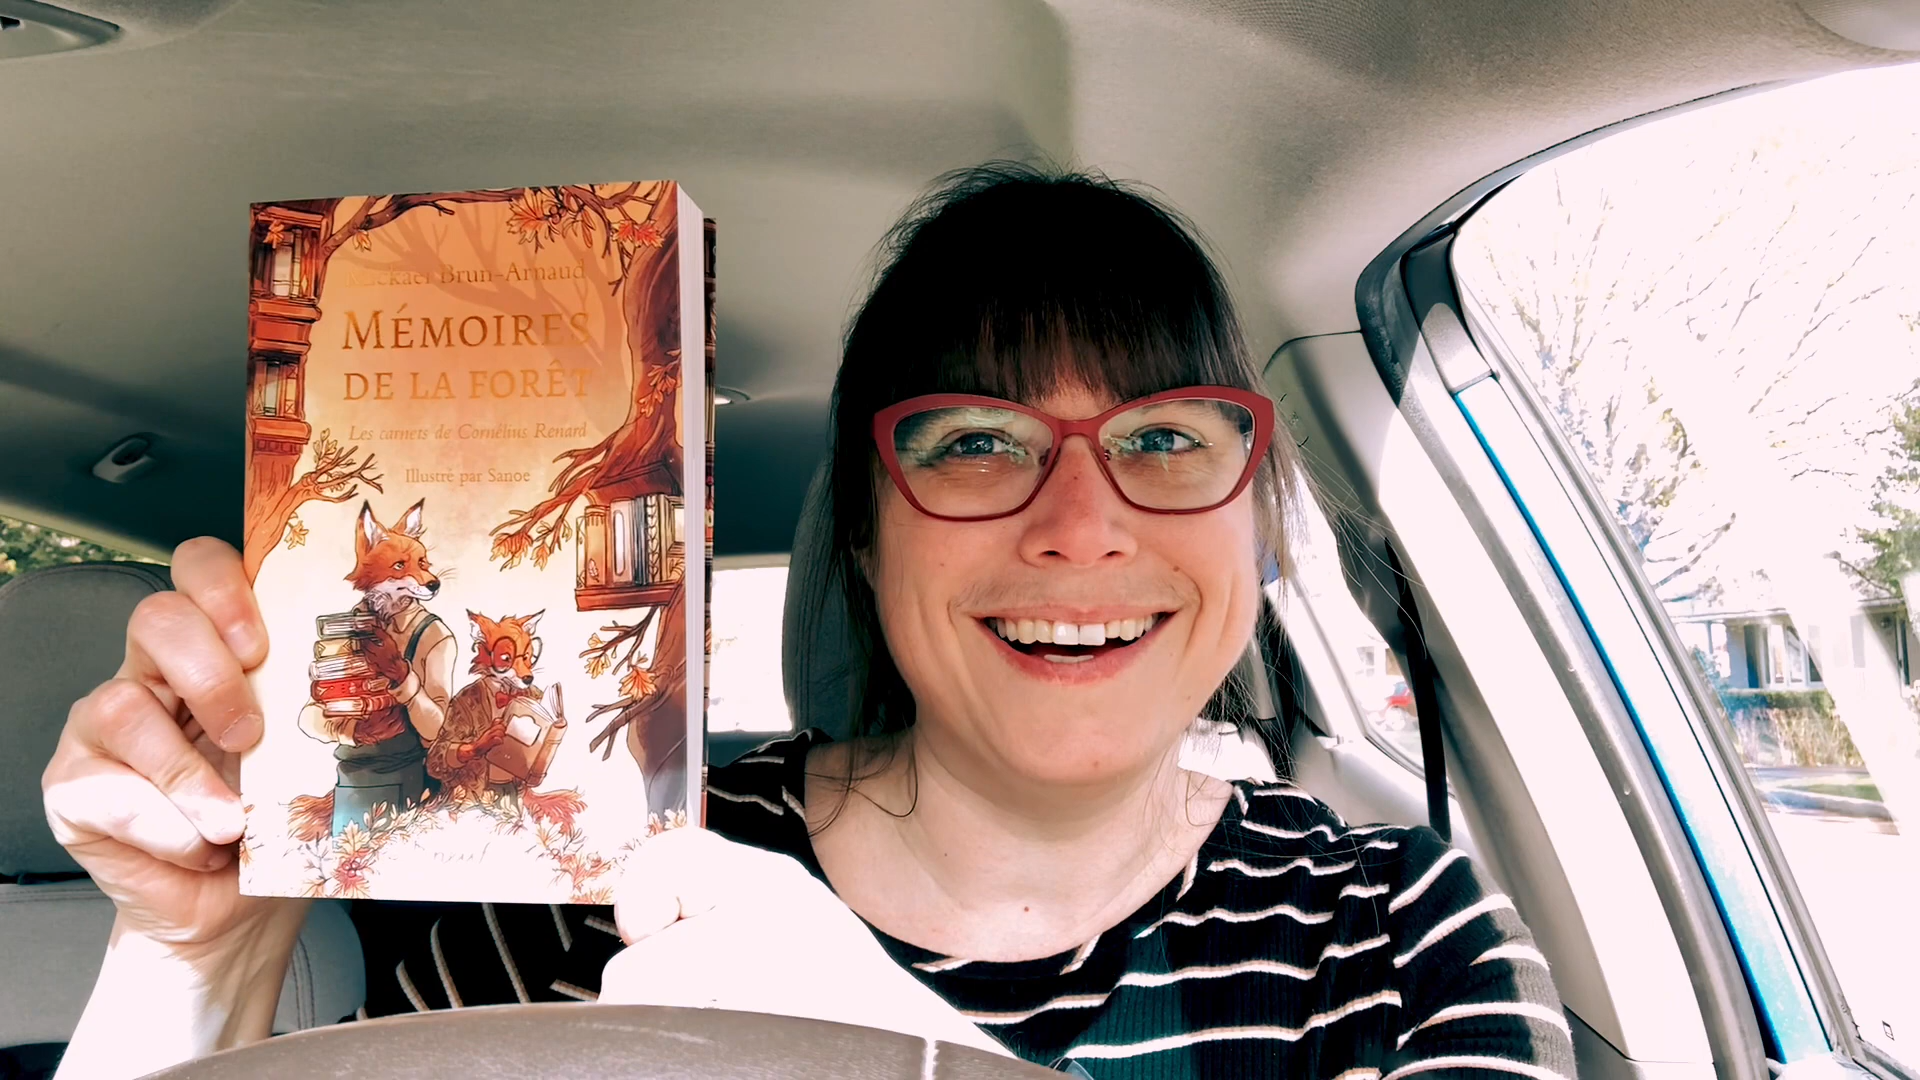 Mickaël Brun-Arnaud
MÉMOIRES
DE LA FORÊT
Les carnets de Cornélius Renard
Illustré par Sanoe